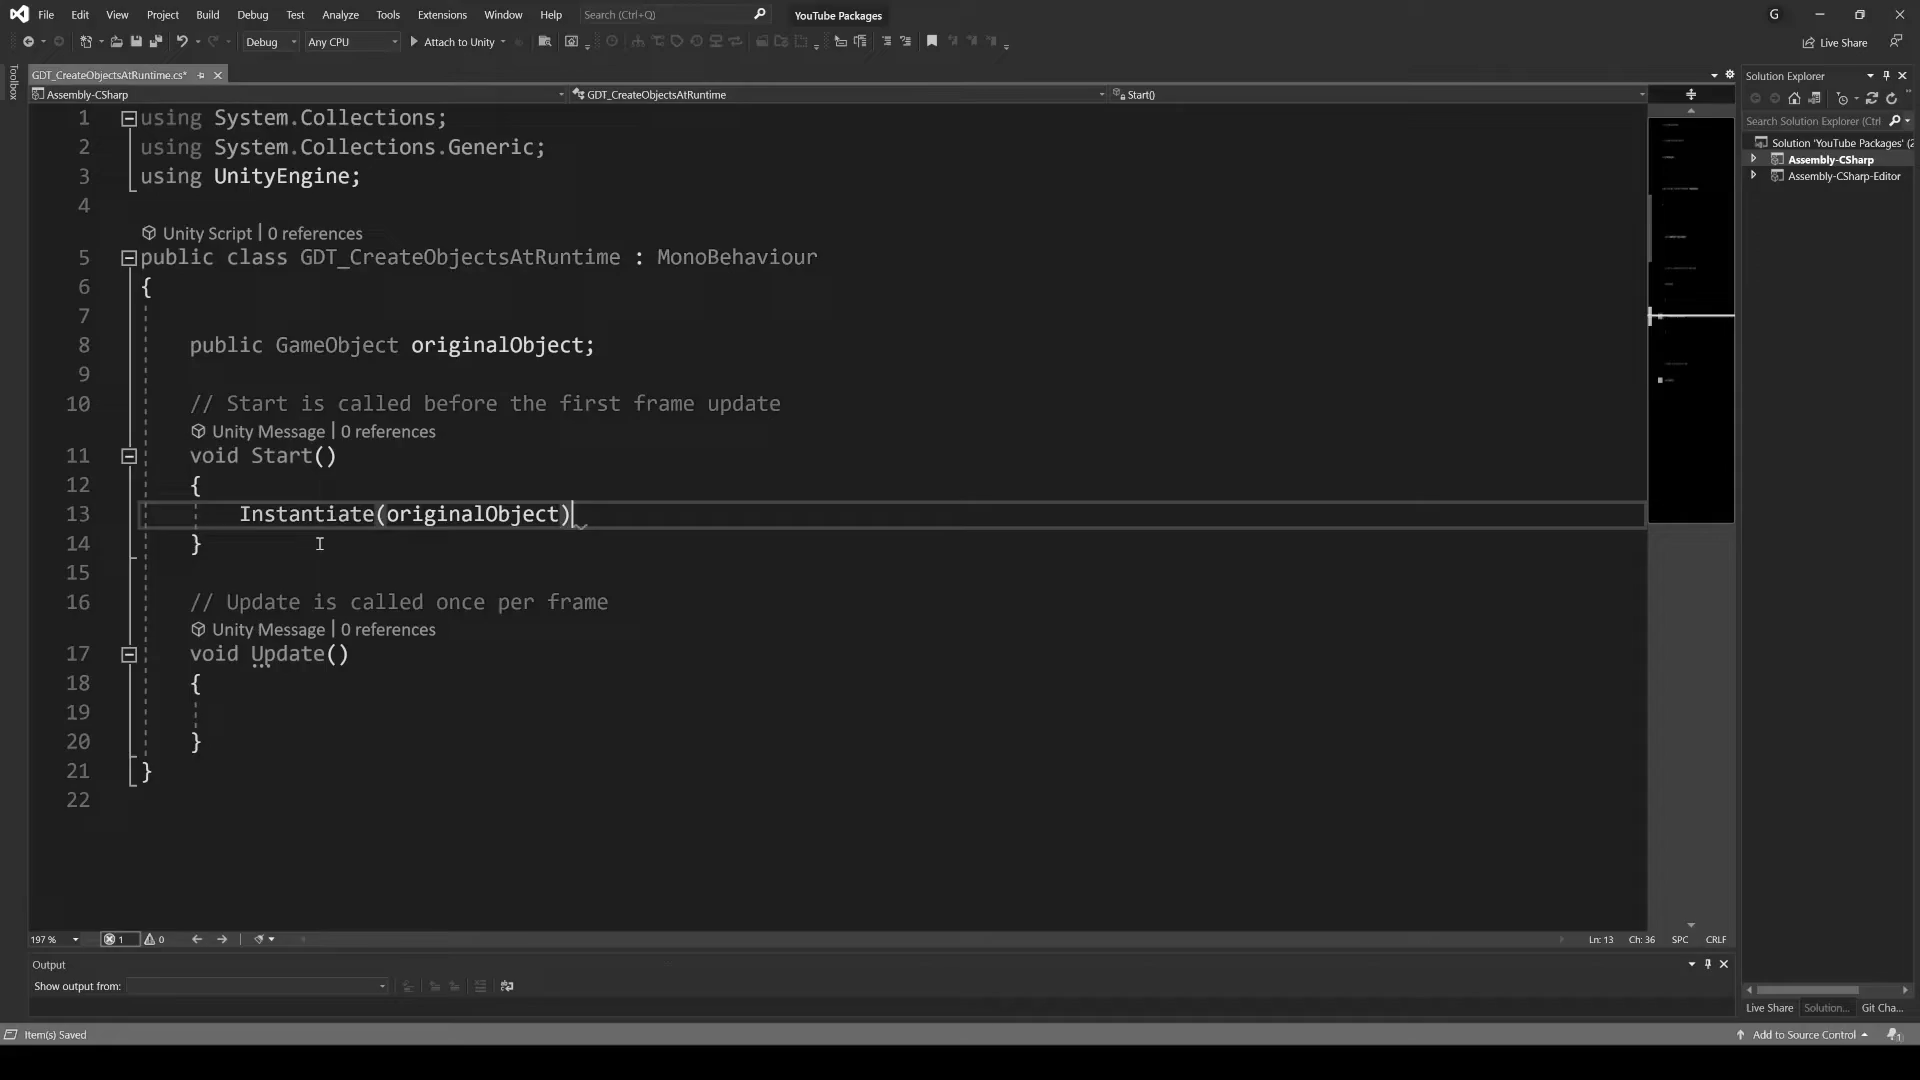 File Edit View Project Build Debug Test Analyze Tools Extensions Window Help Search (Ctrl+Q) YouTube Packages G
Debug Any CPU Attach to Unity Live Share
Toolbox
GDT_CreateObjectsAtRuntime.cs*
Assembly-CSharp GDT_CreateObjectsAtRuntime Start()
1 using System.Collections;
2 using System.Collections.Generic;
3 using UnityEngine;
4
Unity Script | 0 references
5 public class GDT_CreateObjectsAtRuntime : MonoBehaviour
6 {
7
8 public GameObject originalObject;
9
10 // Start is called before the first frame update
Unity Message | 0 references
11 void Start()
12 {
13 Instantiate(originalObject)
14 }
15
16 // Update is called once per frame
Unity Message | 0 references
17 void Update()
18 {
19
20 }
21 }
22
197 % 1 0 Ln: 13 Ch: 36 SPC CRLF
Output
Show output from:
Solution Explorer
Search Solution Explorer (Ctrl
Solution 'YouTube Packages' (2
Assembly-CSharp
Assembly-CSharp-Editor
Live Share Solution... Git Cha...
Item(s) Saved Add to Source Control 1